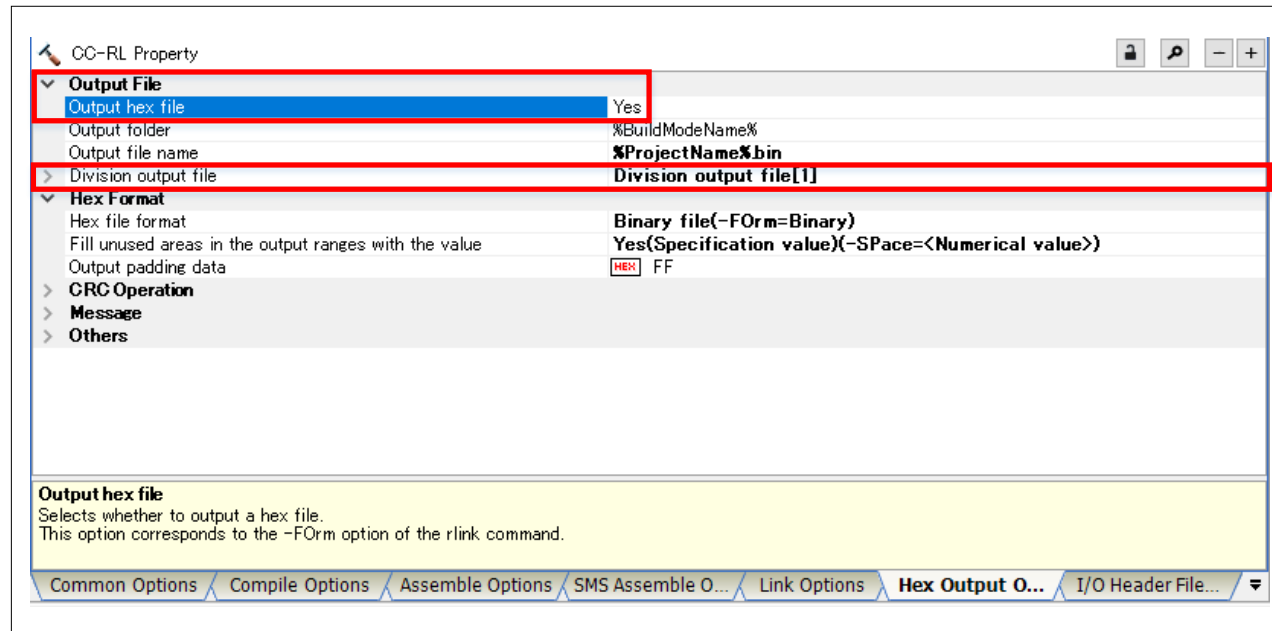 CC-RL Property
Output File
Output hex file Yes
Output folder %BuildModeName%
Output file name %ProjectName%.bin
Division output file Division output file[1]
Hex Format
Hex file format Binary file(-FOrm=Binary)
Fill unused areas in the output ranges with the value Yes(Specification value)(-SPace=<Numerical value>)
Output padding data HEX FF
CRC Operation
Message
Others
Output hex file
Selects whether to output a hex file.
This option corresponds to the -FOrm option of the rlink command.
Common Options Compile Options Assemble Options SMS Assemble O... Link Options Hex Output O... I/O Header File...